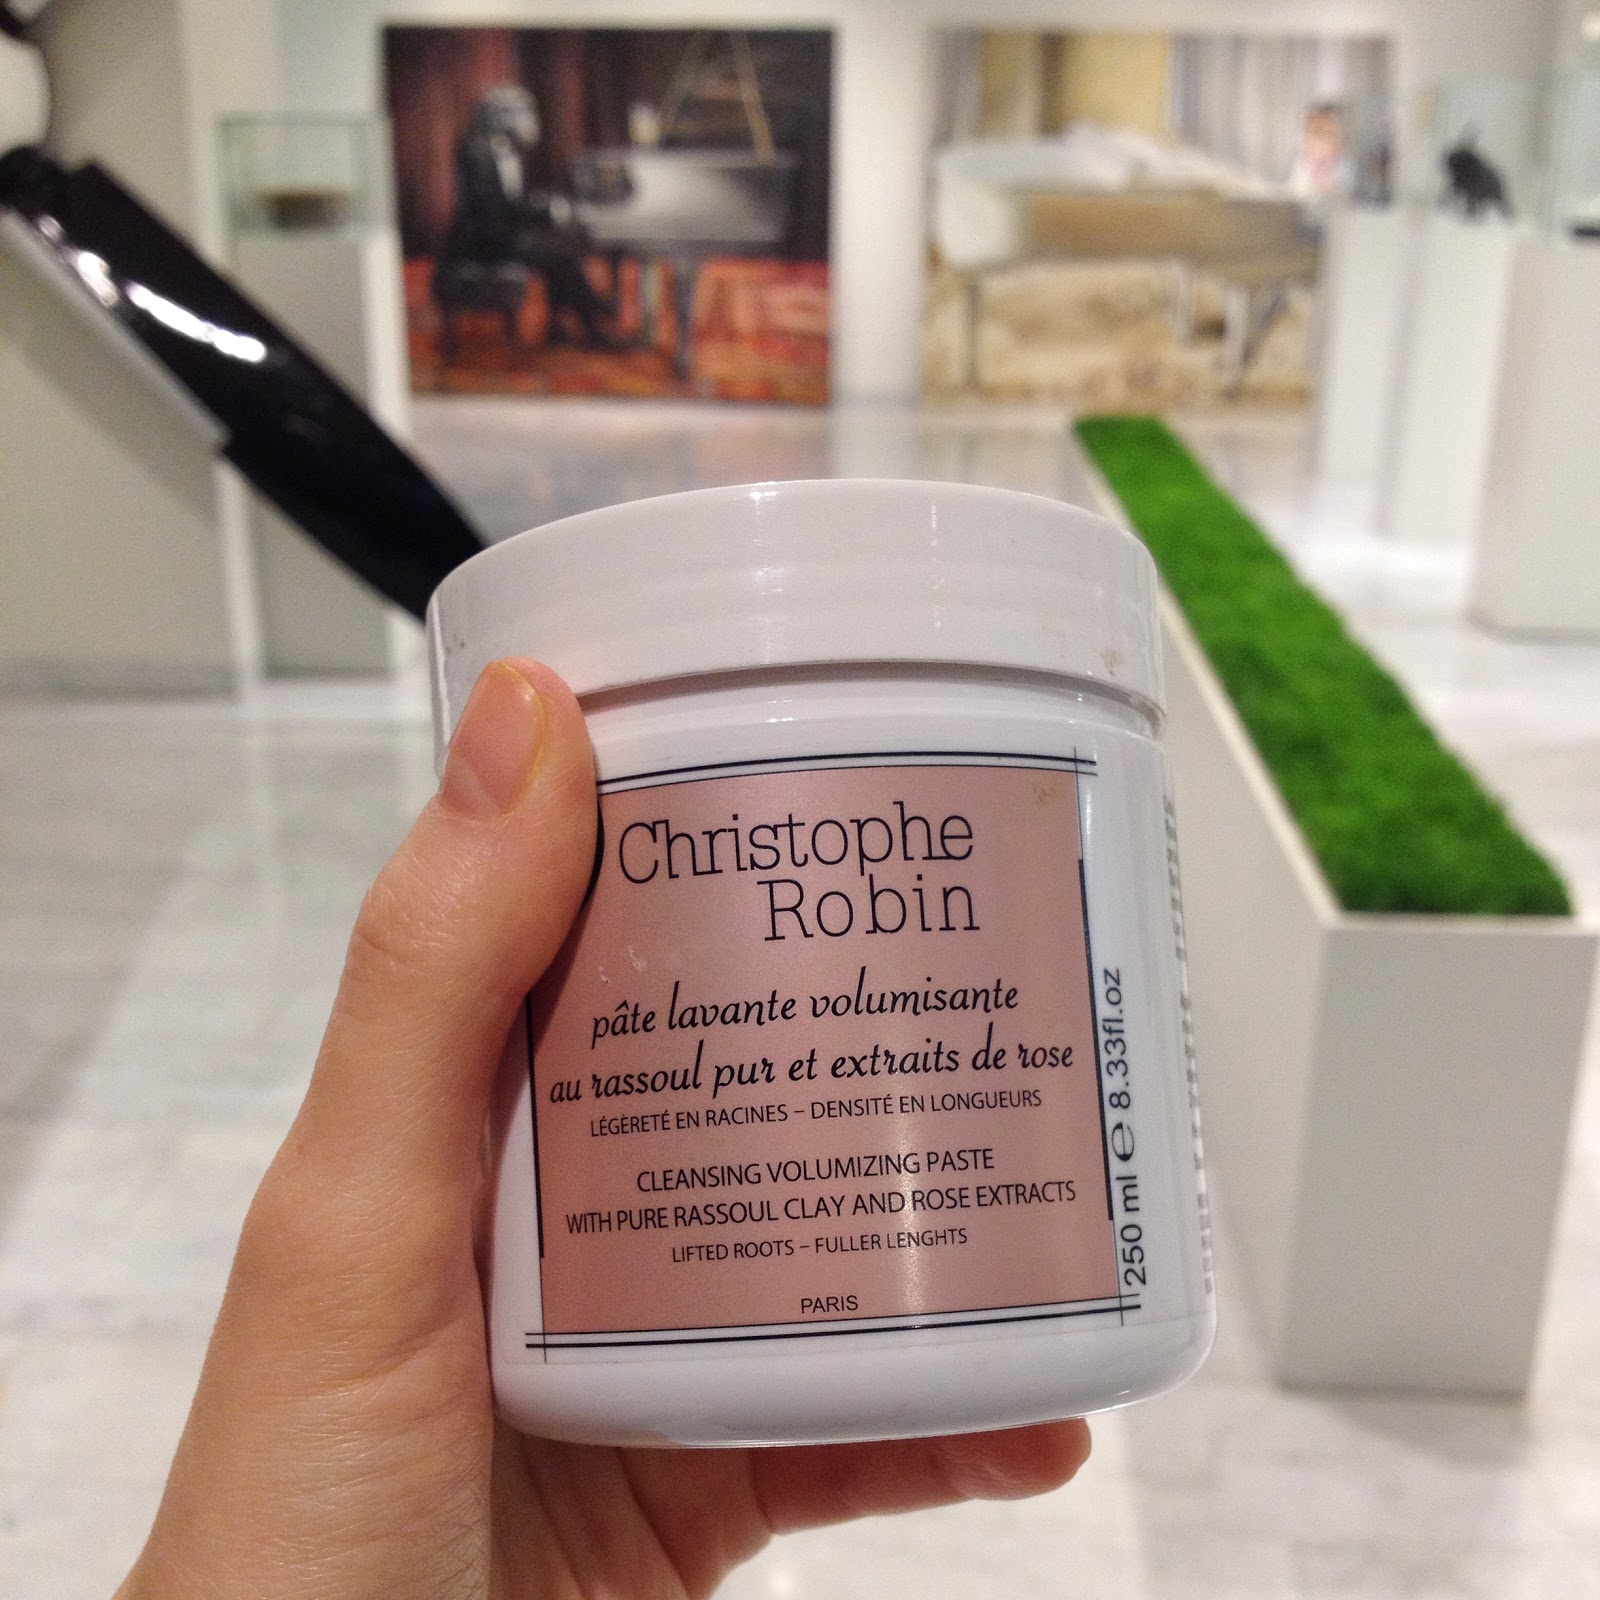 Christophe
Robin
pâte lavante volumisante
au rassoul pur et extraits de rose
LÉGÈRETÉ EN RACINES – DENSITÉ EN LONGUEURS
CLEANSING VOLUMIZING PASTE
WITH PURE RASSOUL CLAY AND ROSE EXTRACTS
LIFTED ROOTS – FULLER LENGHTS
PARIS
250 ml e 8.33fl.oz